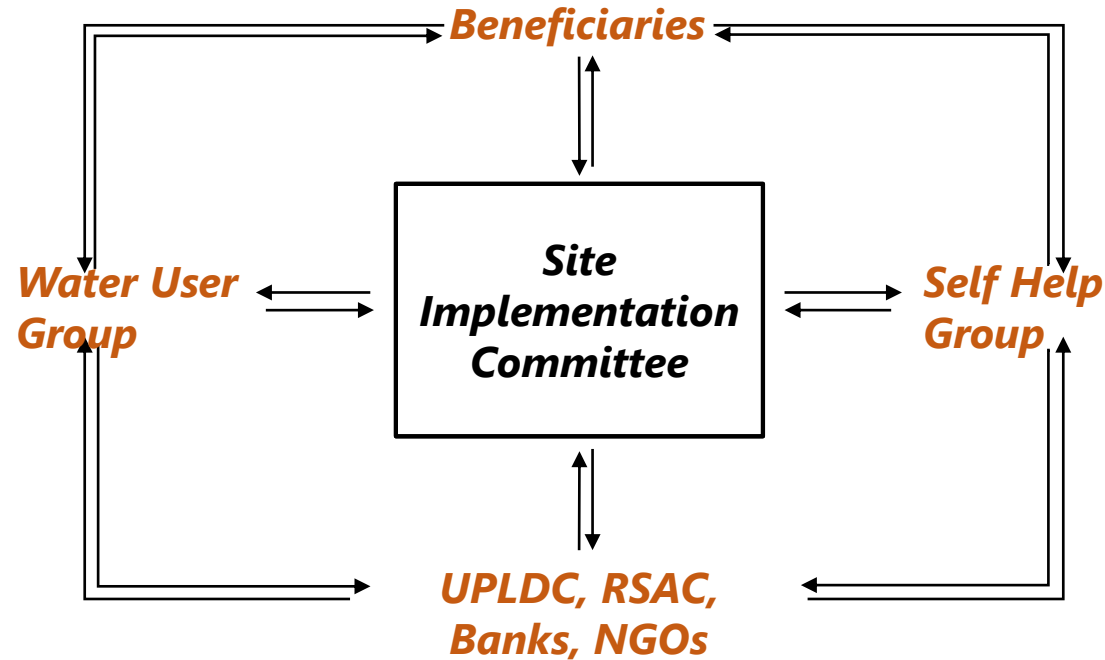 Beneficiaries
Site
Implementation
Committee
Water User
Group
Self Help
Group
UPLDC, RSAC,
Banks, NGOs